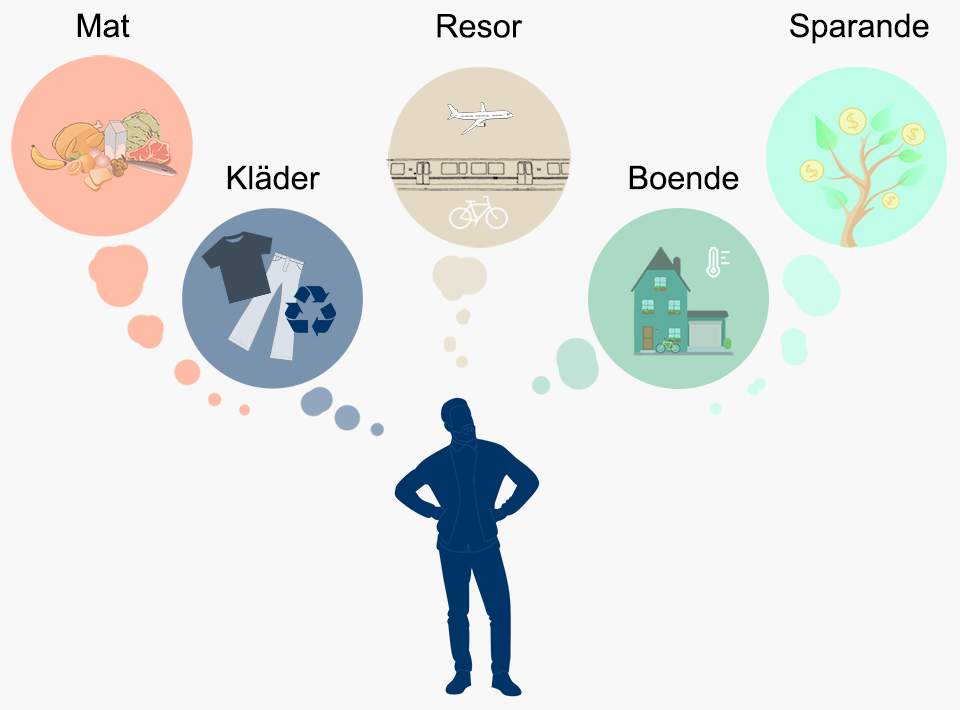 Mat
Resor
Sparande
Kläder
Boende
$
$
$
$